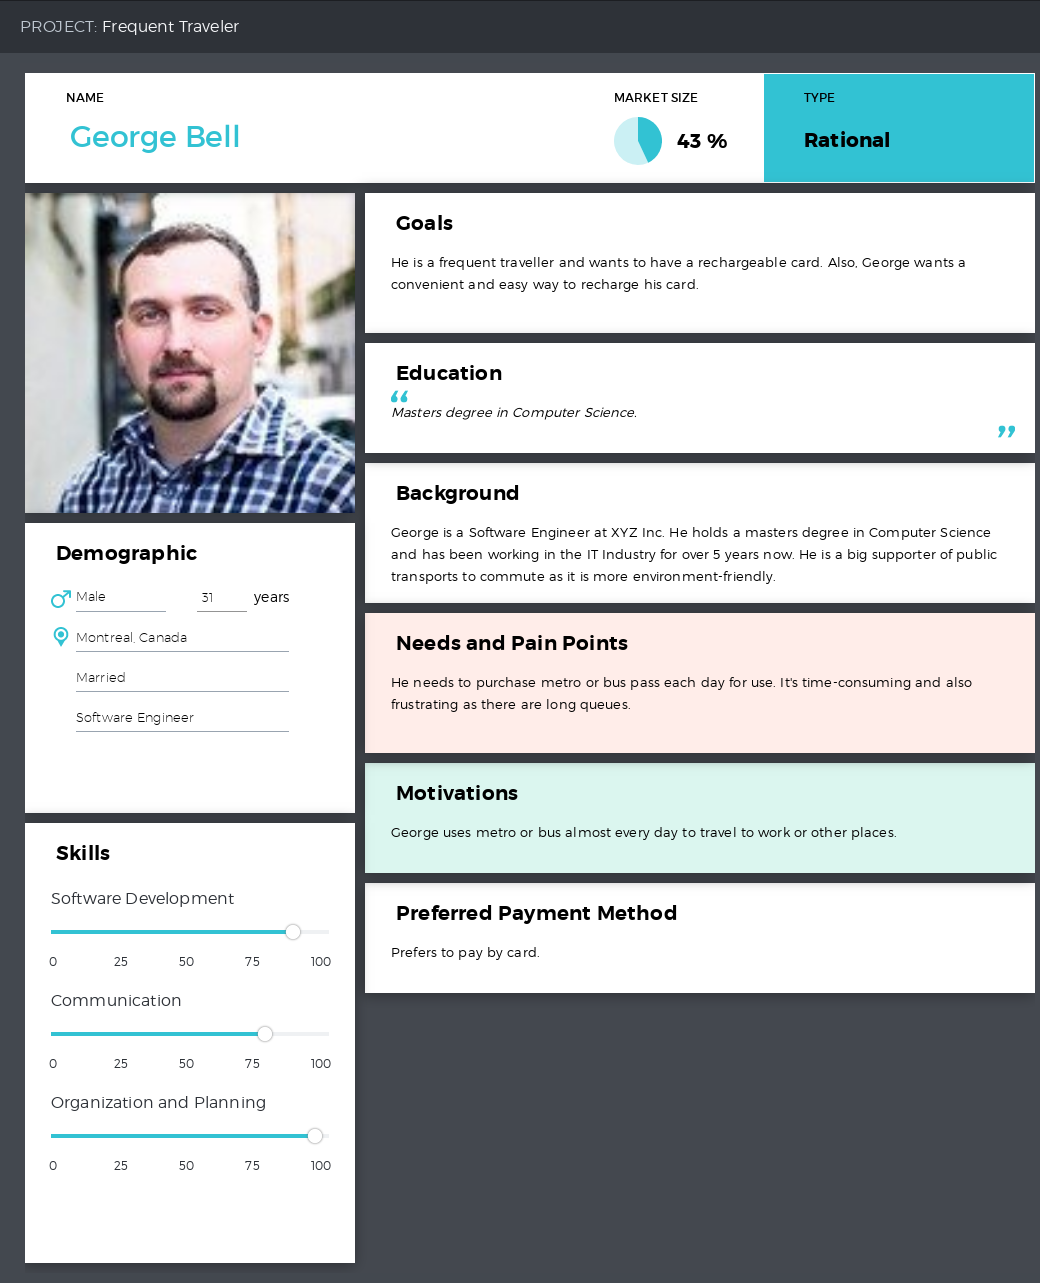 PROJECT: Frequent Traveler
NAME
George Bell
MARKET SIZE
43 %
TYPE
Rational
Goals
He is a frequent traveller and wants to have a rechargeable card. Also, George wants a
convenient and easy way to recharge his card.
Education
“
Masters degree in Computer Science.
”
Background
George is a Software Engineer at XYZ Inc. He holds a masters degree in Computer Science
and has been working in the IT Industry for over 5 years now. He is a big supporter of public
transports to commute as it is more environment-friendly.
Needs and Pain Points
He needs to purchase metro or bus pass each day for use. It's time-consuming and also
frustrating as there are long queues.
Motivations
George uses metro or bus almost every day to travel to work or other places.
Preferred Payment Method
Prefers to pay by card.
Demographic
Male 31 years
Montreal, Canada
Married
Software Engineer
Skills
Software Development
0 25 50 75 100
Communication
0 25 50 75 100
Organization and Planning
0 25 50 75 100